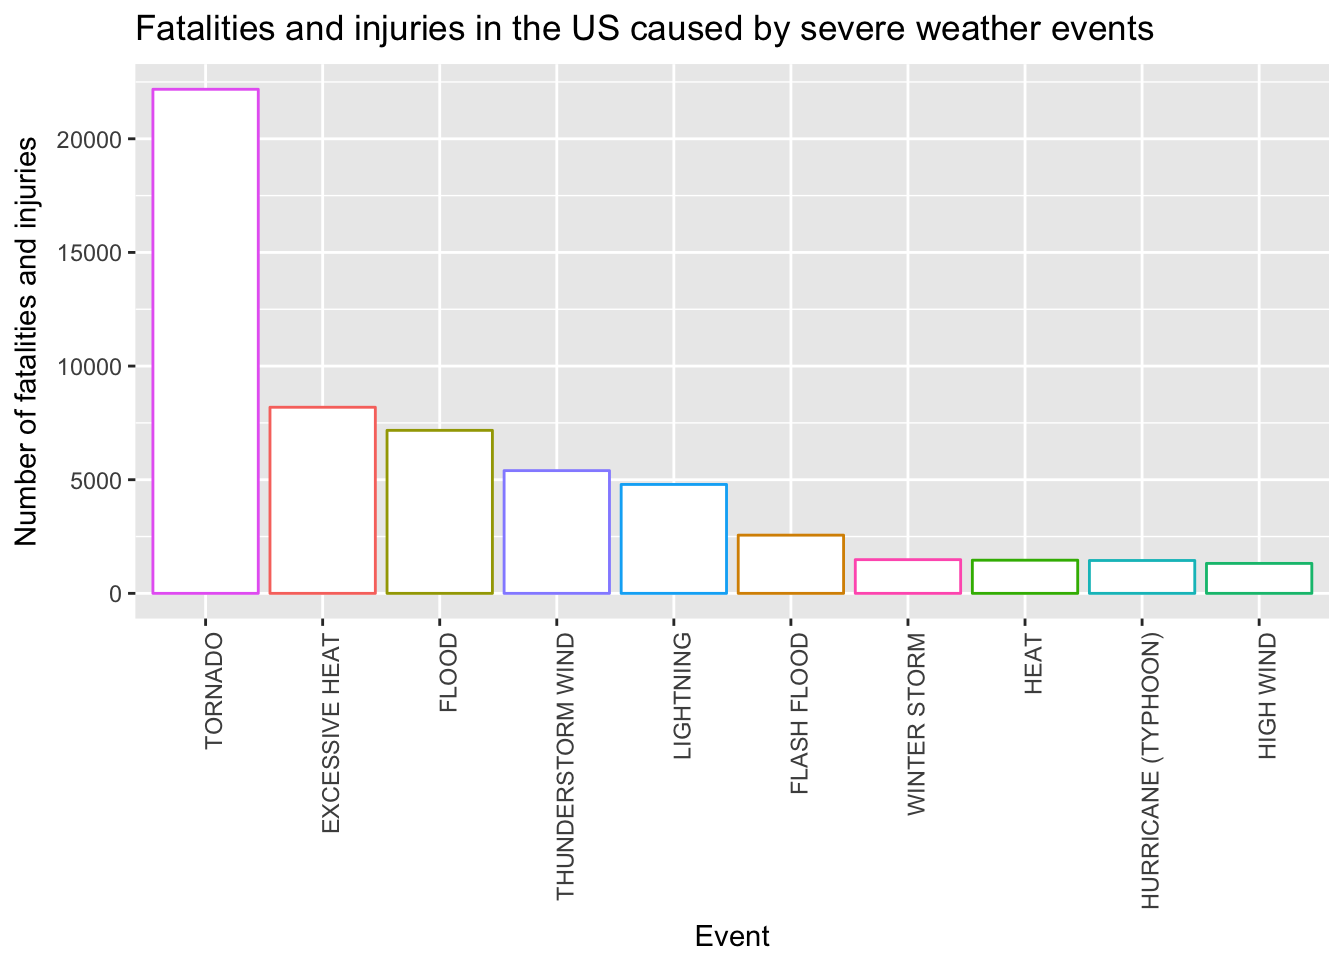 Fatalities and injuries in the US caused by severe weather events
Number of fatalities and injuries
20000
15000
10000
5000
0
TORNADO
EXCESSIVE HEAT
FLOOD
THUNDERSTORM WIND
LIGHTNING
FLASH FLOOD
WINTER STORM
HEAT
HURRICANE (TYPHOON)
HIGH WIND
Event